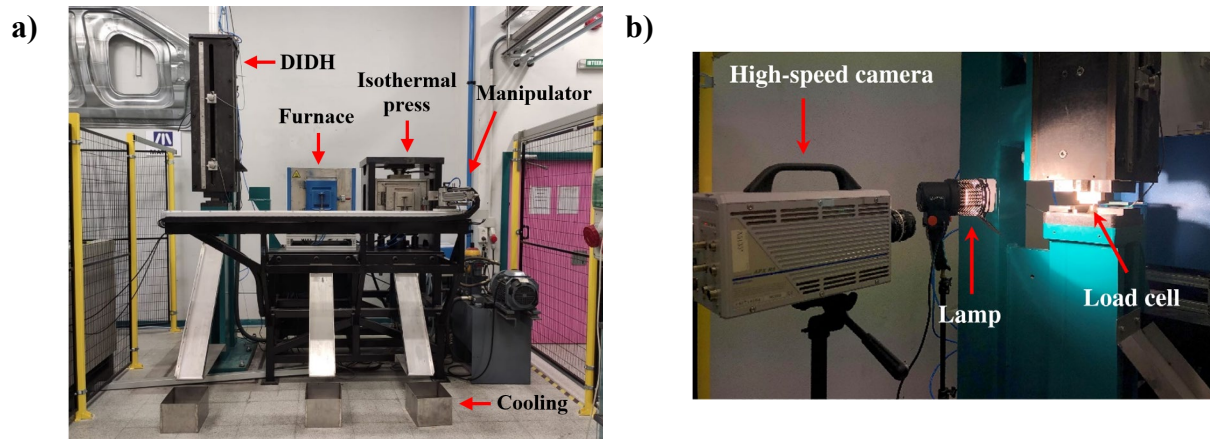 a)
DIDH
Isothermal
press
Manipulator
Furnace
Cooling
b)
High-speed camera
Lamp
Load cell